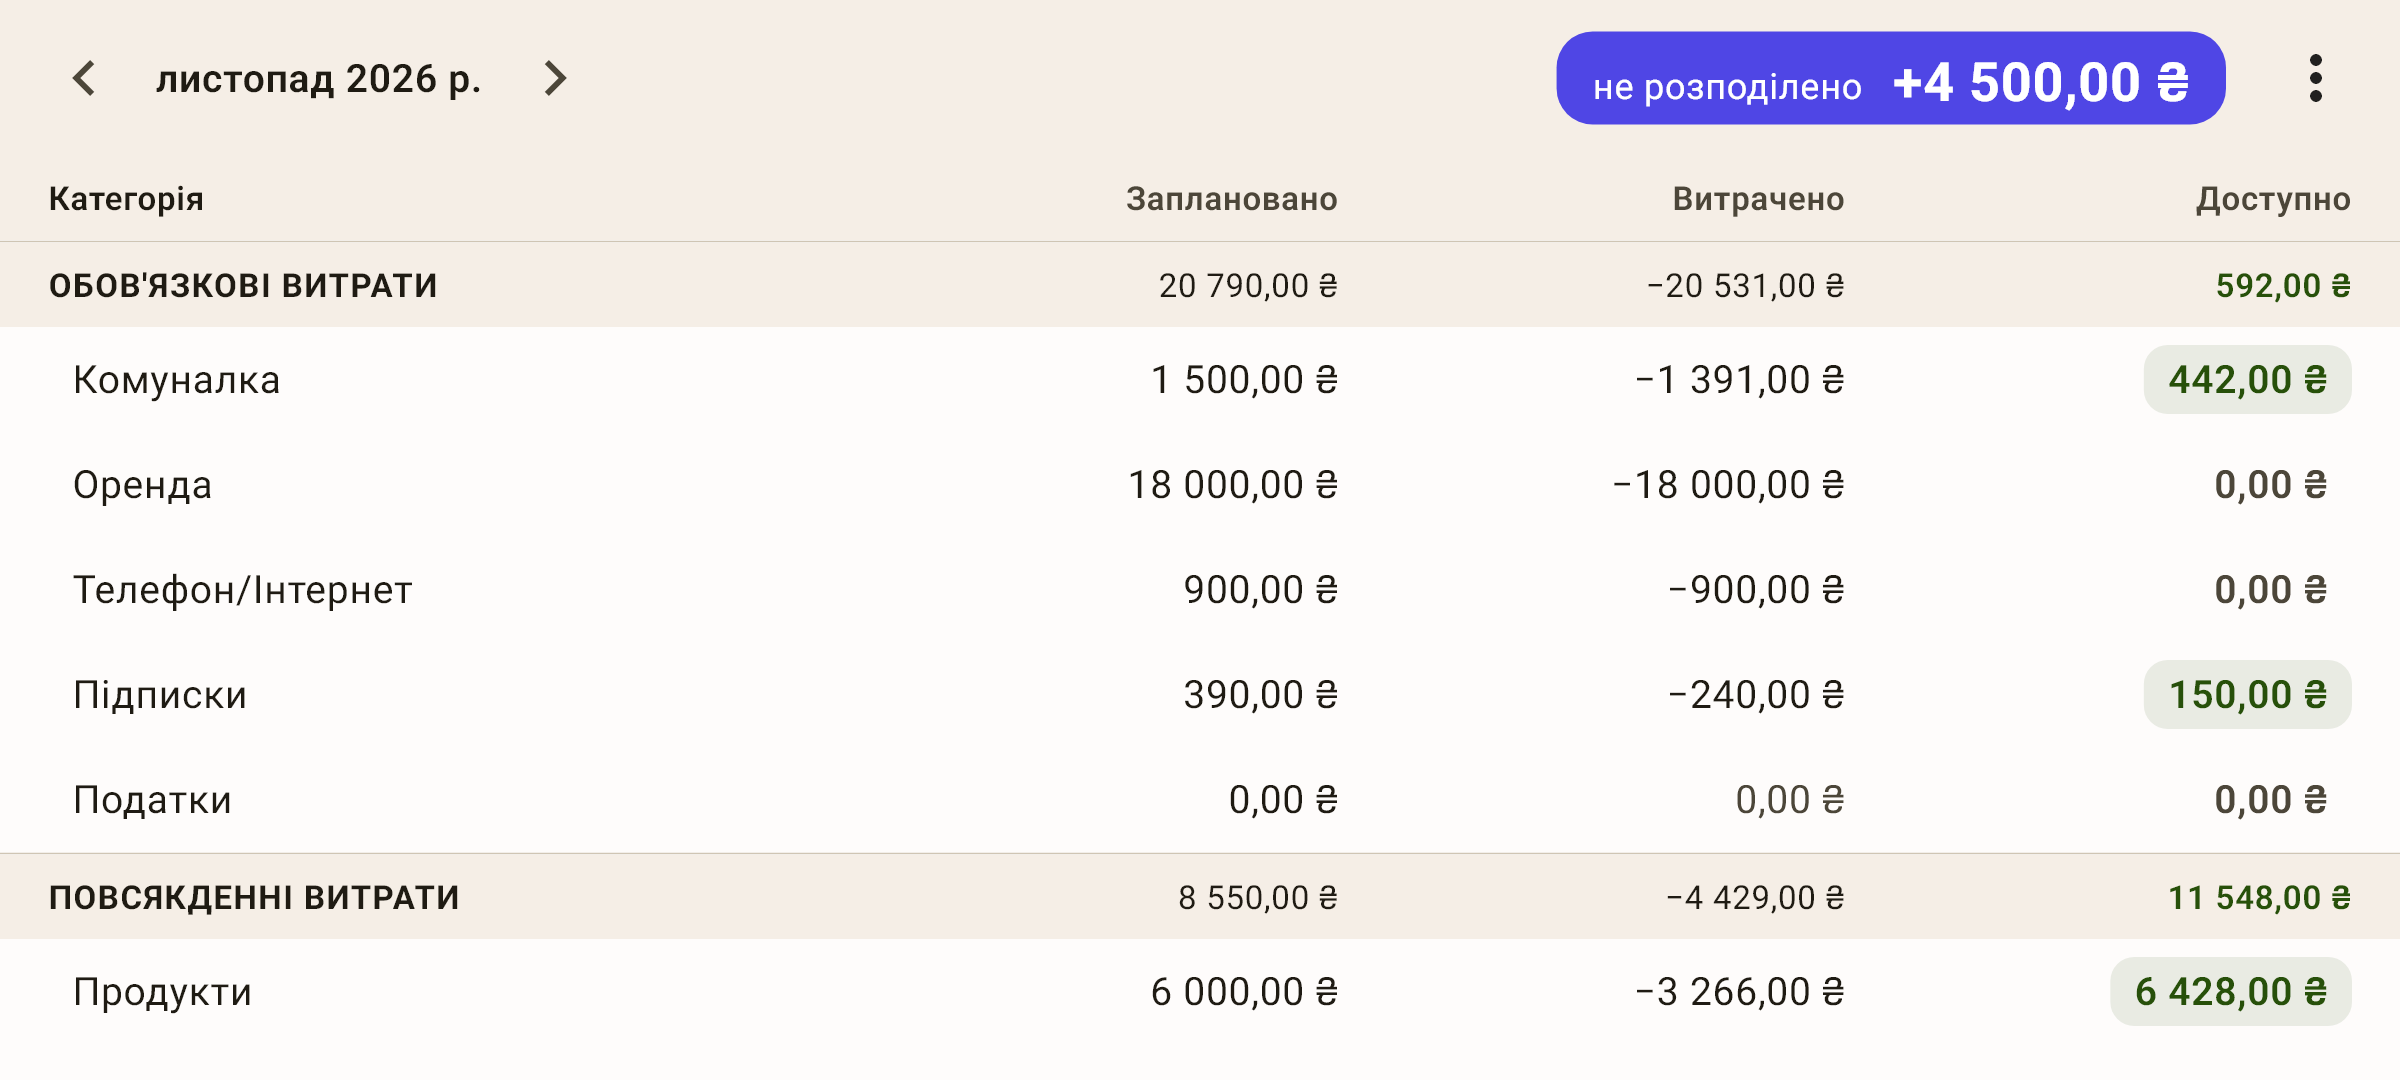 листопад 2026 р. не розподілено +4 500,00 ₴
Категорія Заплановано Витрачено Доступно
ОБОВ'ЯЗКОВІ ВИТРАТИ 20 790,00 ₴ −20 531,00 ₴ 592,00 ₴
Комуналка 1 500,00 ₴ −1 391,00 ₴ 442,00 ₴
Оренда 18 000,00 ₴ −18 000,00 ₴ 0,00 ₴
Телефон/Інтернет 900,00 ₴ −900,00 ₴ 0,00 ₴
Підписки 390,00 ₴ −240,00 ₴ 150,00 ₴
Податки 0,00 ₴ 0,00 ₴ 0,00 ₴
ПОВСЯКДЕННІ ВИТРАТИ 8 550,00 ₴ −4 429,00 ₴ 11 548,00 ₴
Продукти 6 000,00 ₴ −3 266,00 ₴ 6 428,00 ₴